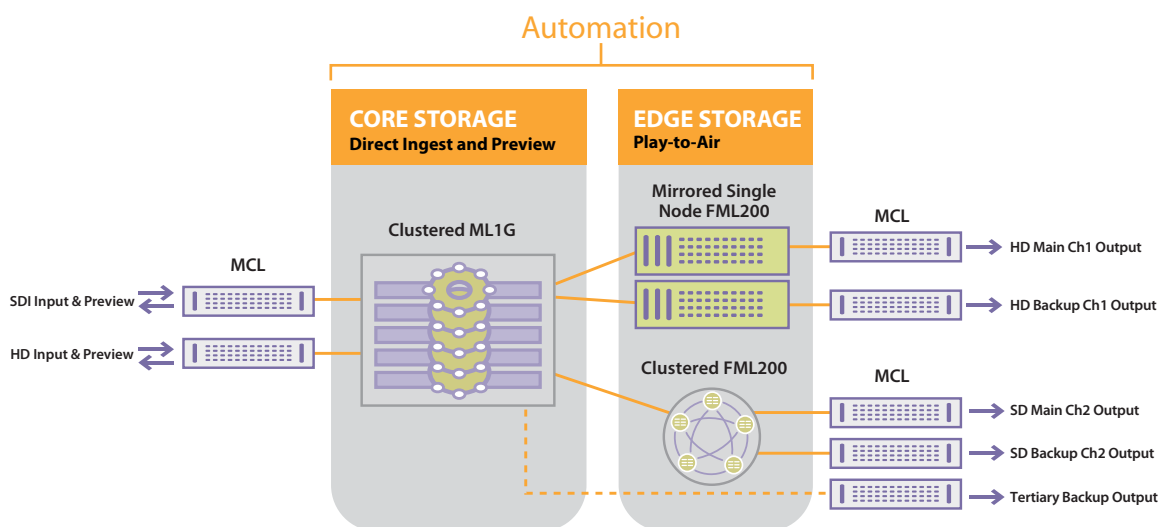 Automation
CORE STORAGE
Direct Ingest and Preview
EDGE STORAGE
Play-to-Air
Mirrored Single
Node FML200
Clustered ML1G
MCL
MCL
SDI Input & Preview
HD Input & Preview
HD Main Ch1 Output
HD Backup Ch1 Output
Clustered FML200
MCL
SD Main Ch2 Output
SD Backup Ch2 Output
Tertiary Backup Output